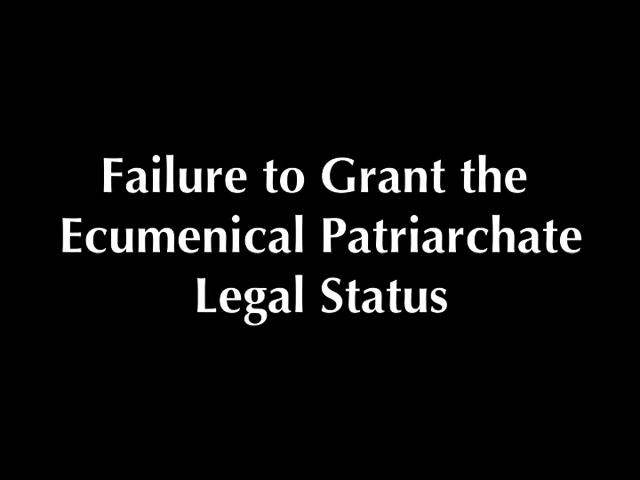 Failure to Grant the
Ecumenical Patriarchate
Legal Status